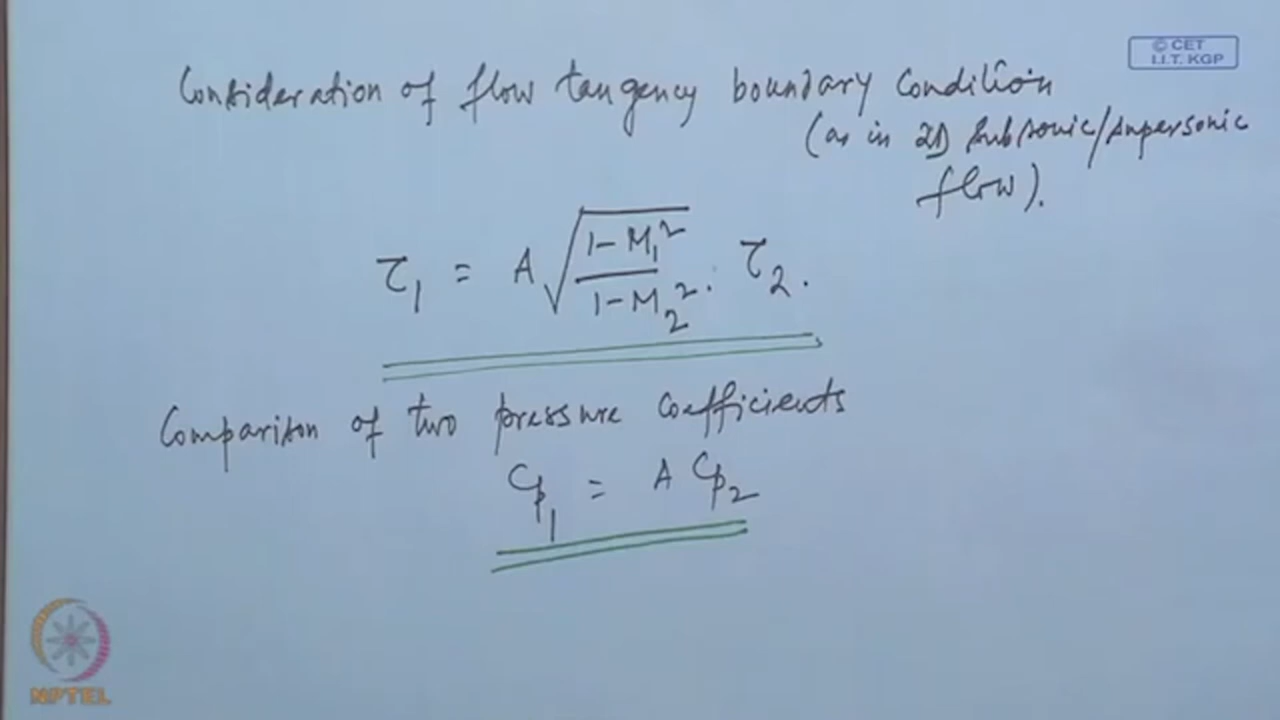 © CET
I.I.T. KGP
Consideration of flow tangency boundary condition
(as in 2D subsonic/supersonic
flow).
τ₁ = A √((1-M₁²)/(1-M₂²)) · τ₂.
Comparison of two pressure coefficients
Cp₁ = A Cp₂
NPTEL